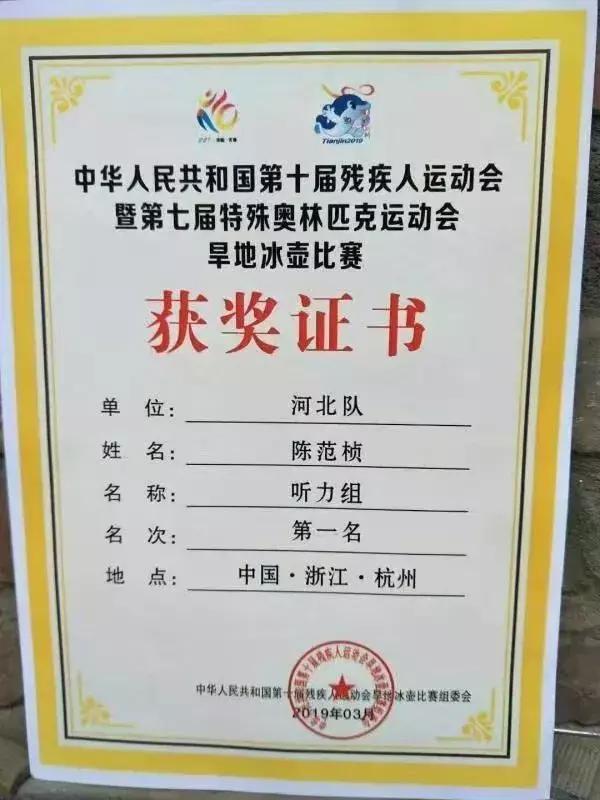 Tianjin2019
中华人民共和国第十届残疾人运动会
暨第七届特殊奥林匹克运动会
旱地冰壶比赛
获奖证书
单 位： 河北队
姓 名： 陈范桢
名 称： 听力组
名 次： 第一名
地 点： 中国·浙江·杭州
中华人民共和国第十届残疾人运动会旱地冰壶比赛组委会
2019年03月